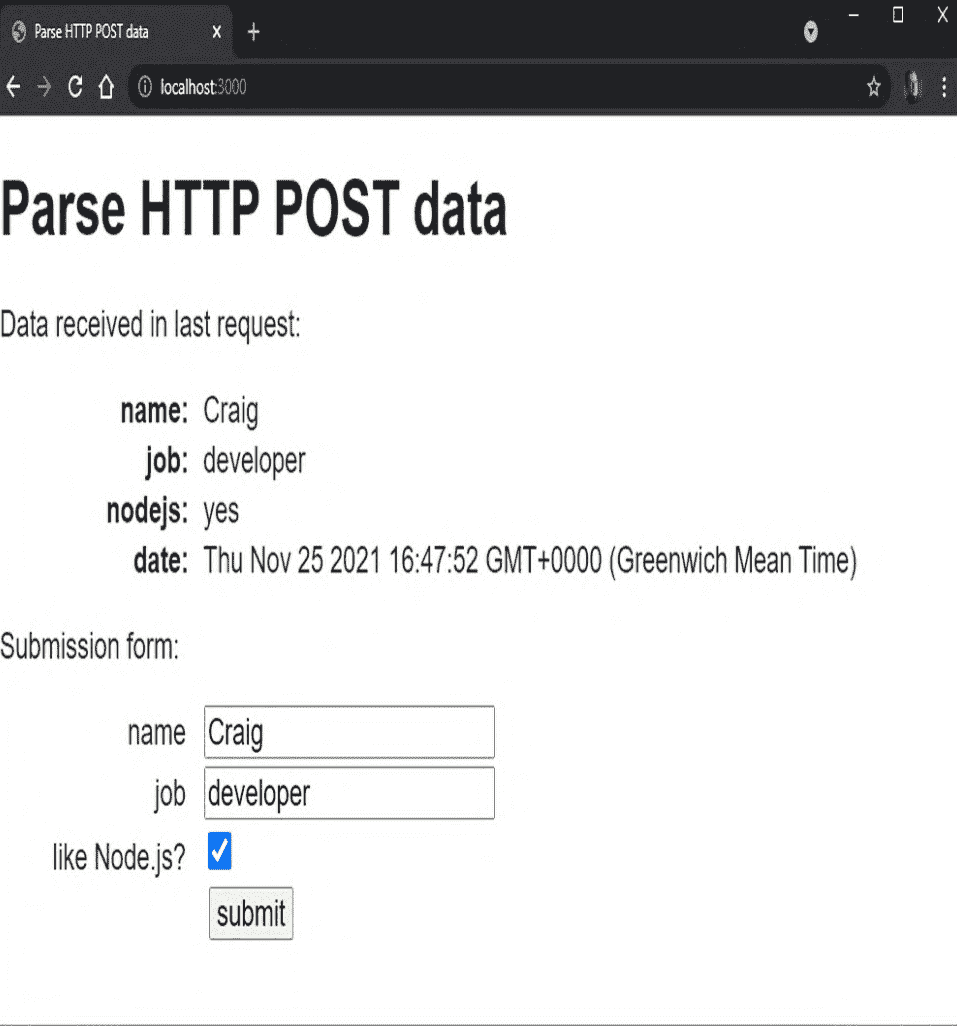 Parse HTTP POST data
localhost:3000
Parse HTTP POST data
Data received in last request:
name: Craig
job: developer
nodejs: yes
date: Thu Nov 25 2021 16:47:52 GMT+0000 (Greenwich Mean Time)
Submission form:
name Craig
job developer
like Node.js?
submit